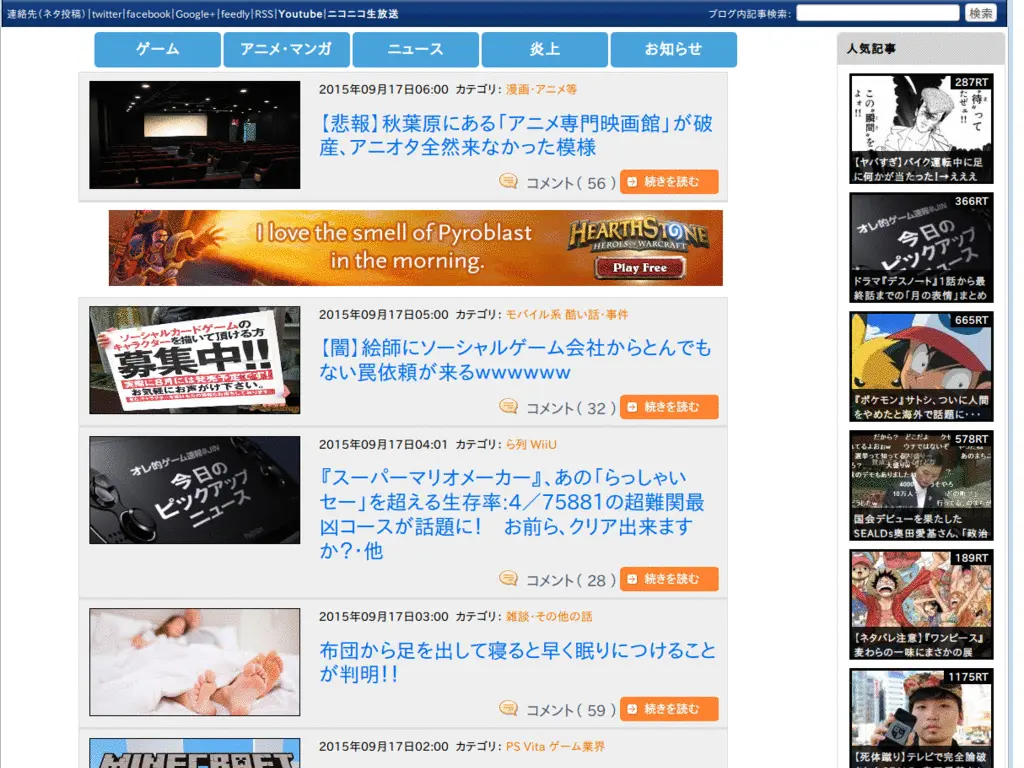 連絡先(ネタ投稿)|twitter|facebook|Google+|feedly|RSS|Youtube|ニコニコ生放送
ブログ内記事検索:
検索
ゲーム
アニメ・マンガ
ニュース
炎上
お知らせ
2015年09月17日06:00 カテゴリ: 漫画・アニメ等
【悲報】秋葉原にある「アニメ専門映画館」が破
産、アニオタ全然来なかった模様
コメント( 56 )
続きを読む
I love the smell of Pyroblast
in the morning.
HEARTHSTONE
HEROES OF WARCRAFT
Play Free
2015年09月17日05:00 カテゴリ: モバイル系 酷い話・事件
ソーシャルカードゲームの
キャラクターを描いて頂ける方
募集中!!
実際に8月には発売予定です!
お気軽にお声がけ下さい。
【闇】絵師にソーシャルゲーム会社からとんでも
ない罠依頼が来るwwwwww
コメント( 32 )
続きを読む
2015年09月17日04:01 カテゴリ: ら列 WiiU
オレ的ゲーム速報@JIN
今日の
ピックアップ
ニュース
『スーパーマリオメーカー』、あの「らっしゃい
セー」を超える生存率:4/75881の超難関最
凶コースが話題に! お前ら、クリア出来ます
か?・他
コメント( 28 )
続きを読む
2015年09月17日03:00 カテゴリ: 雑談・その他の話
布団から足を出して寝ると早く眠りにつけること
が判明!!
コメント( 59 )
続きを読む
2015年09月17日02:00 カテゴリ: PS Vita ゲーム業界
MINECRAFT
人気記事
287RT
この“瞬間”を
“待”って
たぜェ!!
【ヤバすぎ】バイク運転中に足
に何かが当たった!→えええ
366RT
オレ的ゲーム速報@JIN
今日の
ピックアップ
ニュース
ドラマ『デスノート』1話から最
終話までの「月の表情」まとめ
665RT
『ポケモン』サトシ、ついに人間
をやめたと海外で話題に・・・
578RT
国会デビューを果たした
SEALDs奥田愛基さん、「政治
189RT
【ネタバレ注意】『ワンピース』
麦わらの一味にまさかの展
1175RT
【死体蹴り】テレビで完全論破